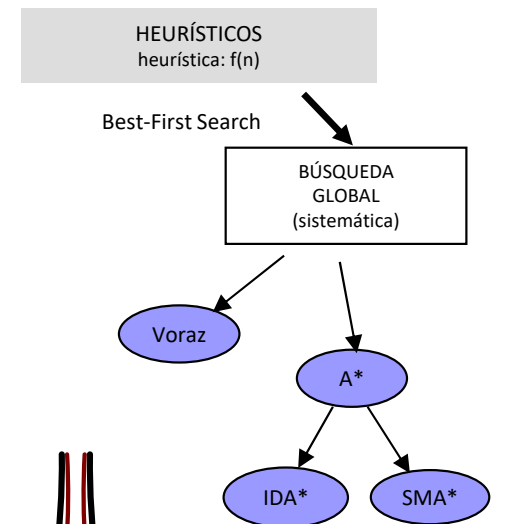 HEURÍSTICOS
heurística: f(n)
Best-First Search
BÚSQUEDA
GLOBAL
(sistemática)
Voraz
A*
IDA*
SMA*